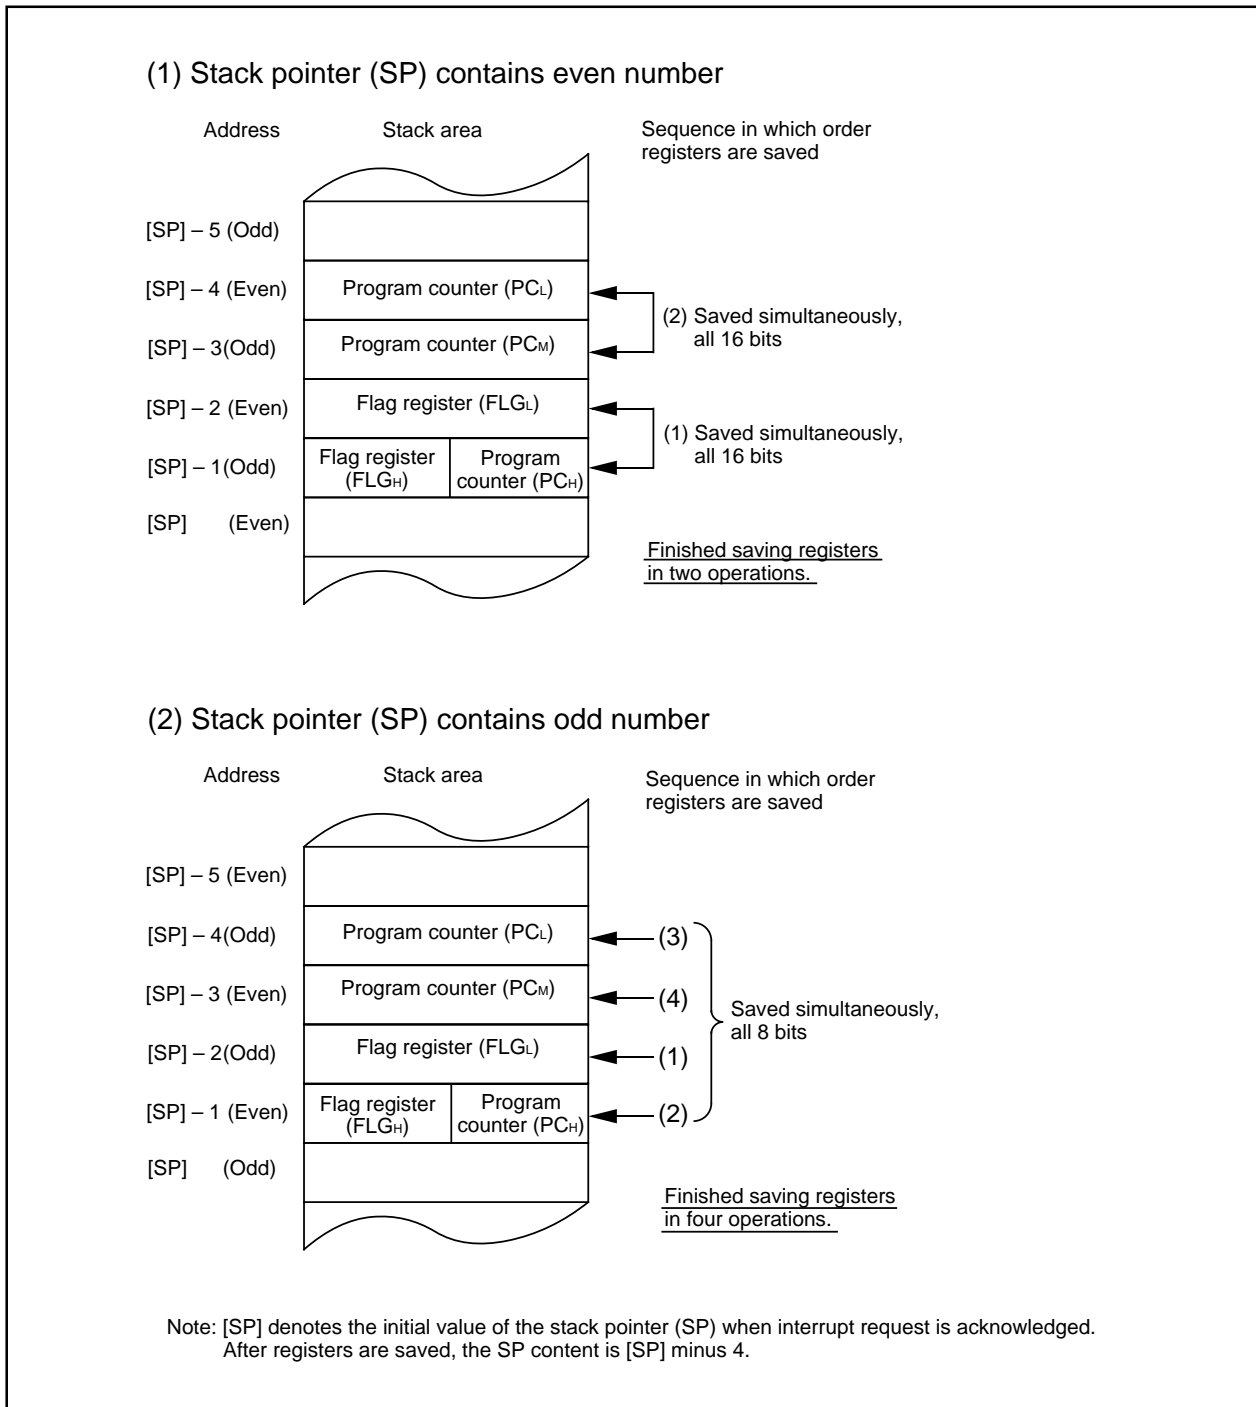 (1) Stack pointer (SP) contains even number
Address
Stack area
Sequence in which order
registers are saved
[SP] – 5 (Odd)
[SP] – 4 (Even)
Program counter (PCL)
[SP] – 3(Odd)
Program counter (PCM)
(2) Saved simultaneously,
all 16 bits
[SP] – 2 (Even)
Flag register (FLGL)
[SP] – 1(Odd)
Flag register
(FLGH)
Program
counter (PCH)
(1) Saved simultaneously,
all 16 bits
[SP] (Even)
Finished saving registers
in two operations.
(2) Stack pointer (SP) contains odd number
Address
Stack area
Sequence in which order
registers are saved
[SP] – 5 (Even)
[SP] – 4(Odd)
Program counter (PCL)
(3)
[SP] – 3 (Even)
Program counter (PCM)
(4)
Saved simultaneously,
all 8 bits
[SP] – 2(Odd)
Flag register (FLGL)
(1)
[SP] – 1 (Even)
Flag register
(FLGH)
Program
counter (PCH)
(2)
[SP] (Odd)
Finished saving registers
in four operations.
Note: [SP] denotes the initial value of the stack pointer (SP) when interrupt request is acknowledged.
After registers are saved, the SP content is [SP] minus 4.